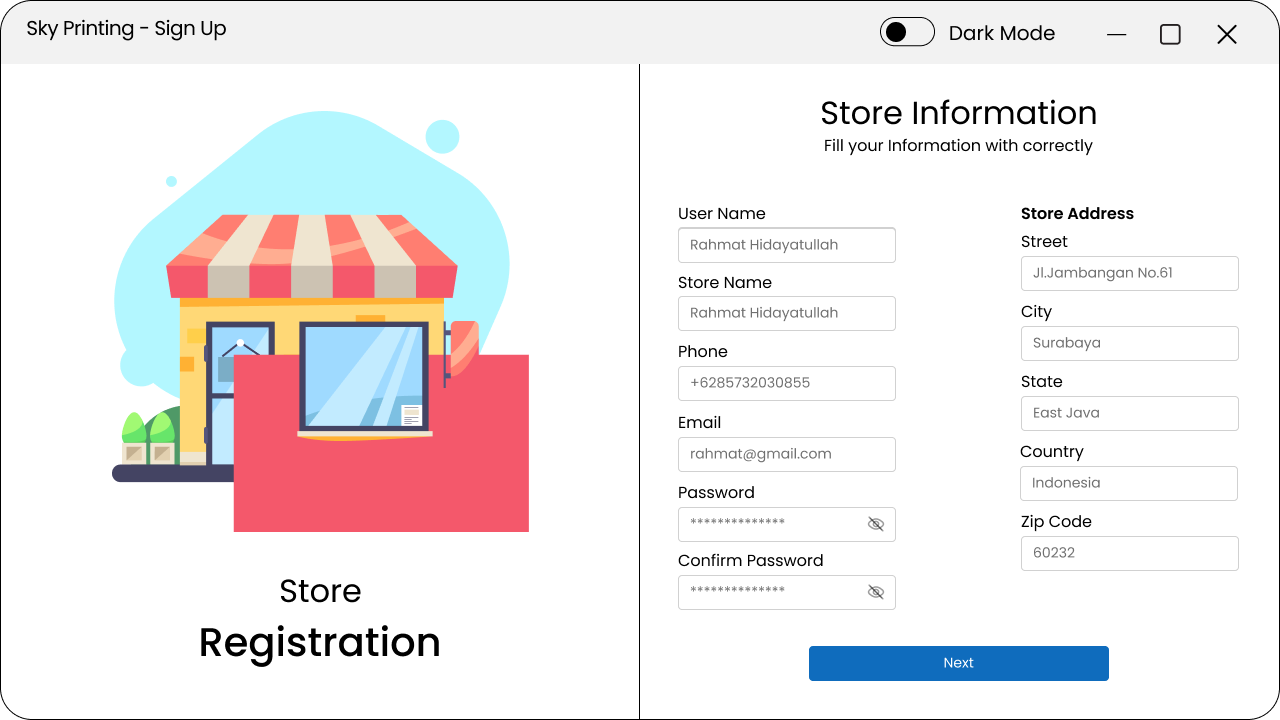 Sky Printing - Sign Up
Dark Mode
Store
Registration
Store Information
Fill your Information with correctly
User Name
Rahmat Hidayatullah
Store Name
Rahmat Hidayatullah
Phone
+6285732030855
Email
rahmat@gmail.com
Password
**************
Confirm Password
**************
Store Address
Street
Jl.Jambangan No.61
City
Surabaya
State
East Java
Country
Indonesia
Zip Code
60232
Next